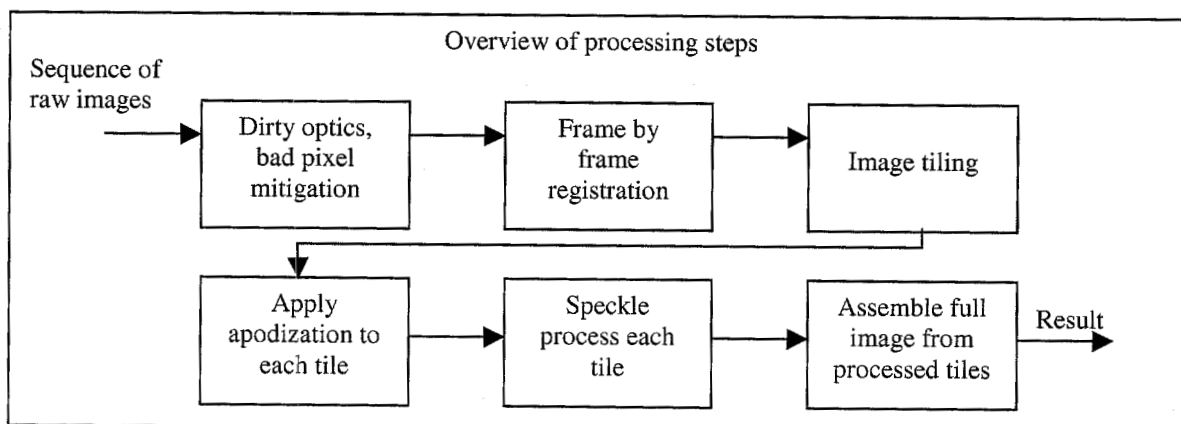 Overview of processing steps
Sequence of
raw images
Dirty optics,
bad pixel
mitigation
Frame by
frame
registration
Image tiling
Apply
apodization to
each tile
Speckle
process each
tile
Assemble full
image from
processed tiles
Result